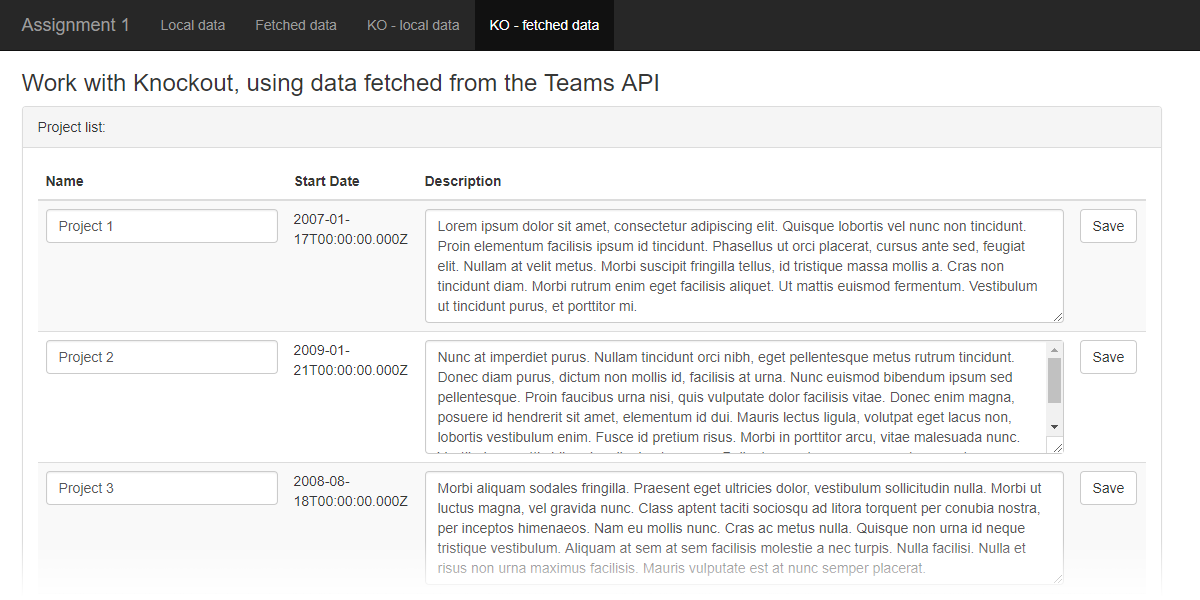 Assignment 1 Local data Fetched data KO - local data KO - fetched data
Work with Knockout, using data fetched from the Teams API
Project list:
Name Start Date Description
Project 1
2007-01-
17T00:00:00.000Z
Lorem ipsum dolor sit amet, consectetur adipiscing elit. Quisque lobortis vel nunc non tincidunt.
Proin elementum facilisis ipsum id tincidunt. Phasellus ut orci placerat, cursus ante sed, feugiat
elit. Nullam at velit metus. Morbi suscipit fringilla tellus, id tristique massa mollis a. Cras non
tincidunt diam. Morbi rutrum enim eget facilisis aliquet. Ut mattis euismod fermentum. Vestibulum
ut tincidunt purus, et porttitor mi.
Save
Project 2
2009-01-
21T00:00:00.000Z
Nunc at imperdiet purus. Nullam tincidunt orci nibh, eget pellentesque metus rutrum tincidunt.
Donec diam purus, dictum non mollis id, facilisis at urna. Nunc euismod bibendum ipsum sed
pellentesque. Proin faucibus urna nisi, quis vulputate dolor facilisis vitae. Donec enim magna,
posuere id hendrerit sit amet, elementum id dui. Mauris lectus ligula, volutpat eget lacus non,
lobortis vestibulum enim. Fusce id pretium risus. Morbi in porttitor arcu, vitae malesuada nunc.
Save
Project 3
2008-08-
18T00:00:00.000Z
Morbi aliquam sodales fringilla. Praesent eget ultricies dolor, vestibulum sollicitudin nulla. Morbi ut
luctus magna, vel gravida nunc. Class aptent taciti sociosqu ad litora torquent per conubia nostra,
per inceptos himenaeos. Nam eu mollis nunc. Cras ac metus nulla. Quisque non urna id neque
tristique vestibulum. Aliquam at sem at sem facilisis molestie a nec turpis. Nulla facilisi. Nulla et
risus non urna maximus facilisis. Mauris vulputate est at nunc semper placerat.
Save